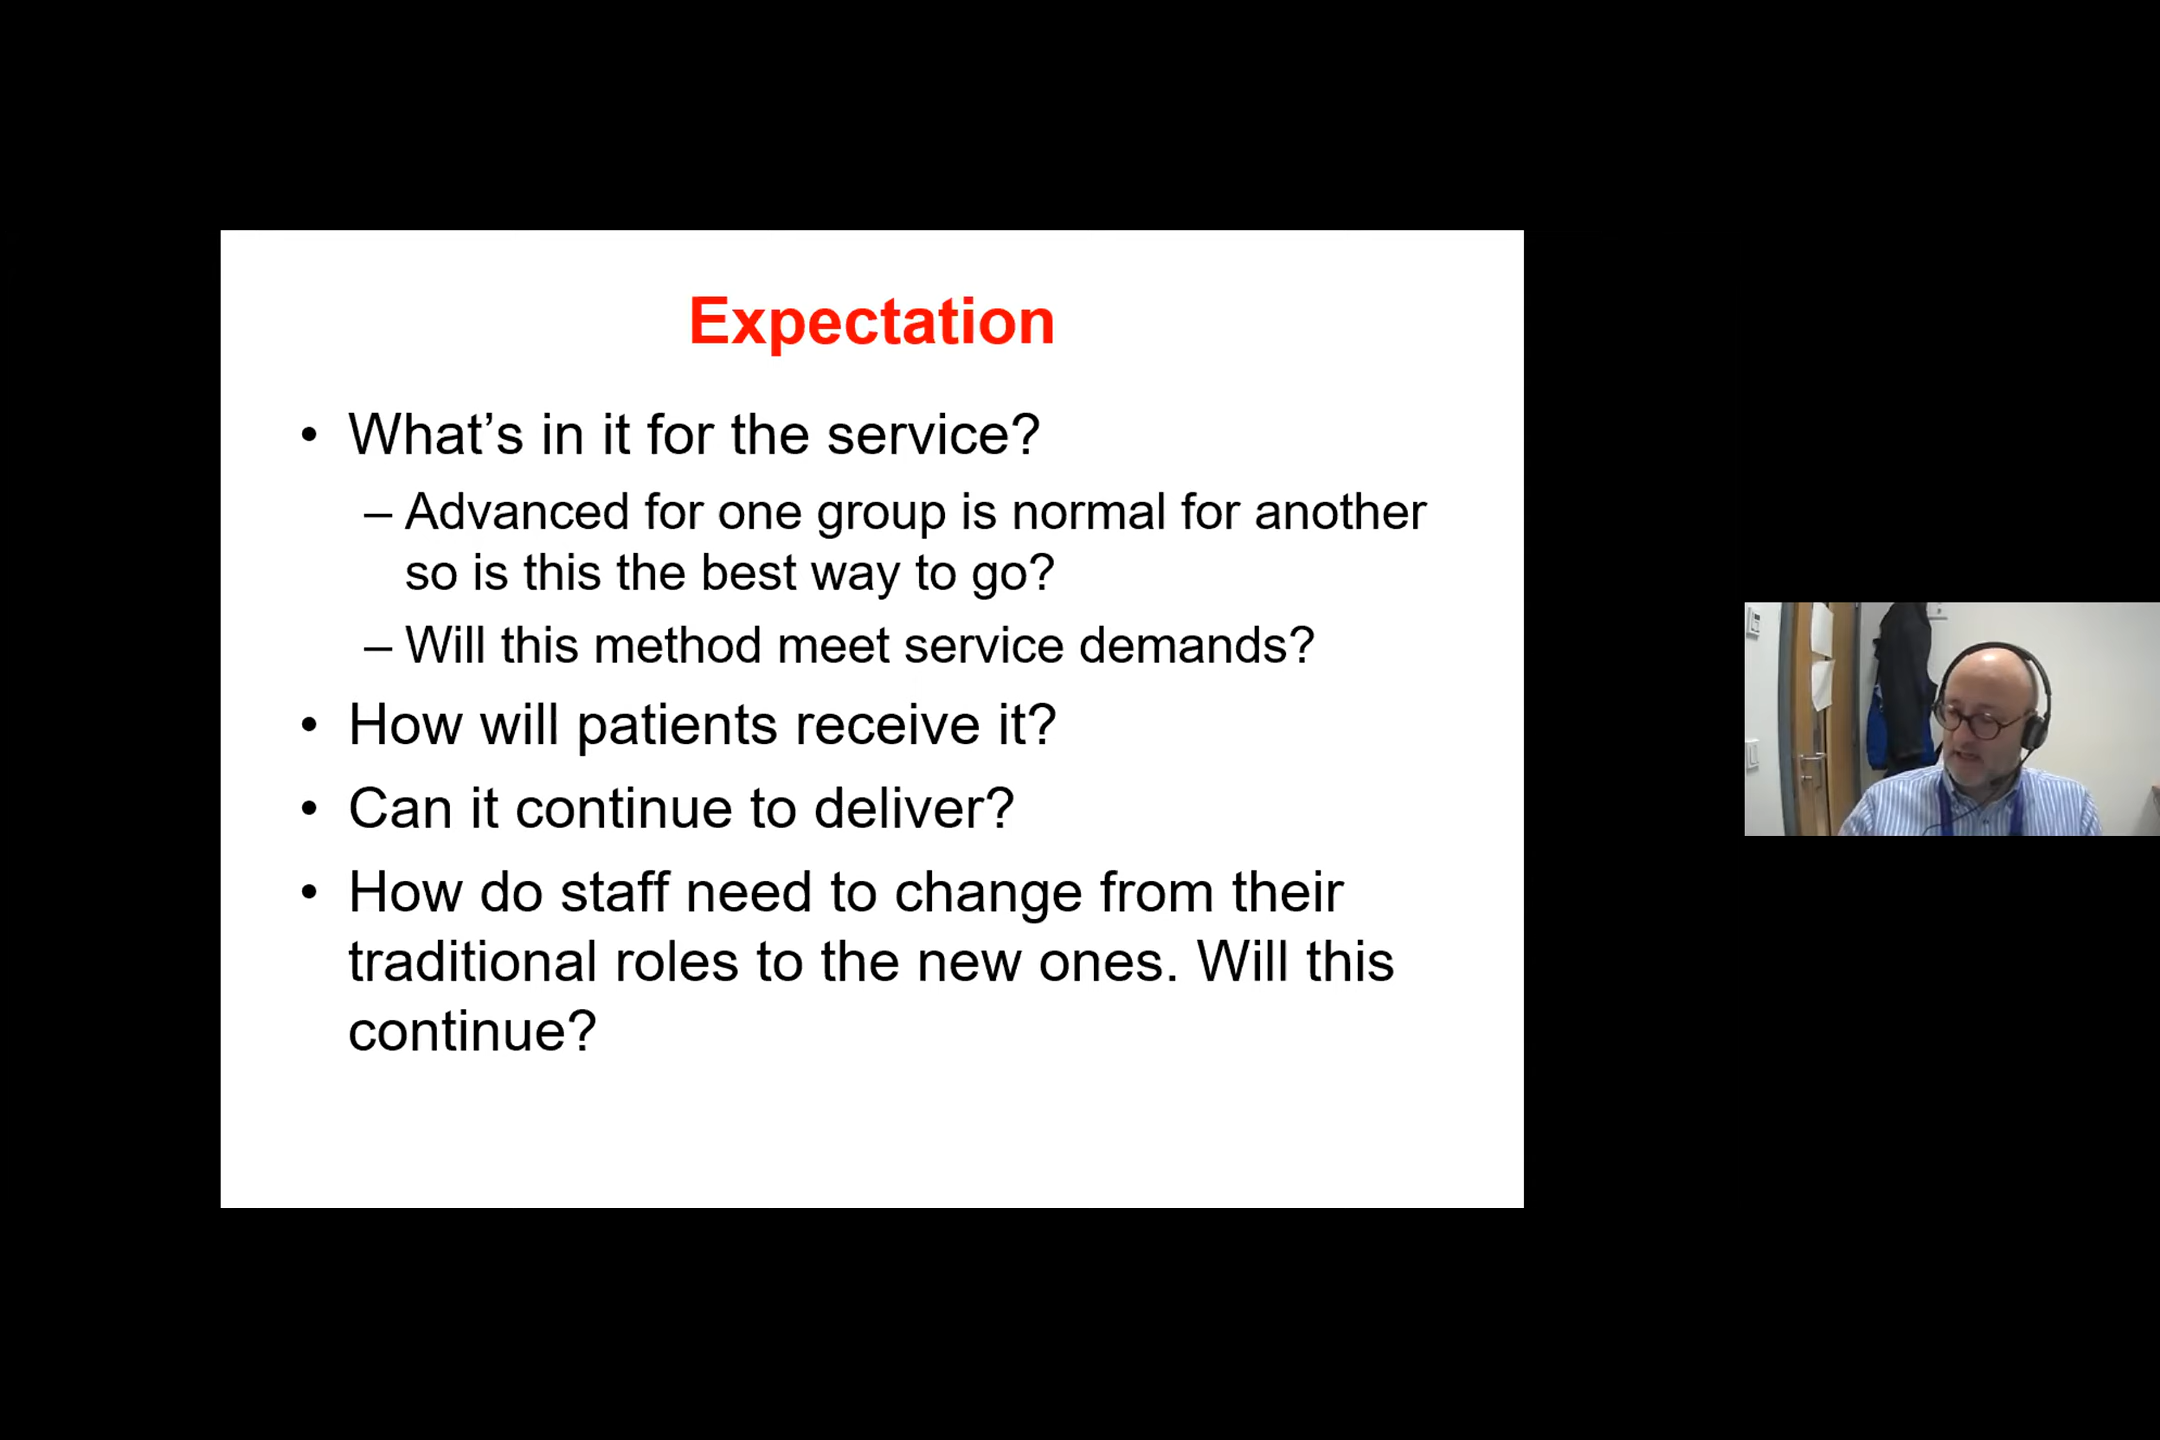 Expectation
• What’s in it for the service?
– Advanced for one group is normal for another
so is this the best way to go?
– Will this method meet service demands?
• How will patients receive it?
• Can it continue to deliver?
• How do staff need to change from their
traditional roles to the new ones. Will this
continue?